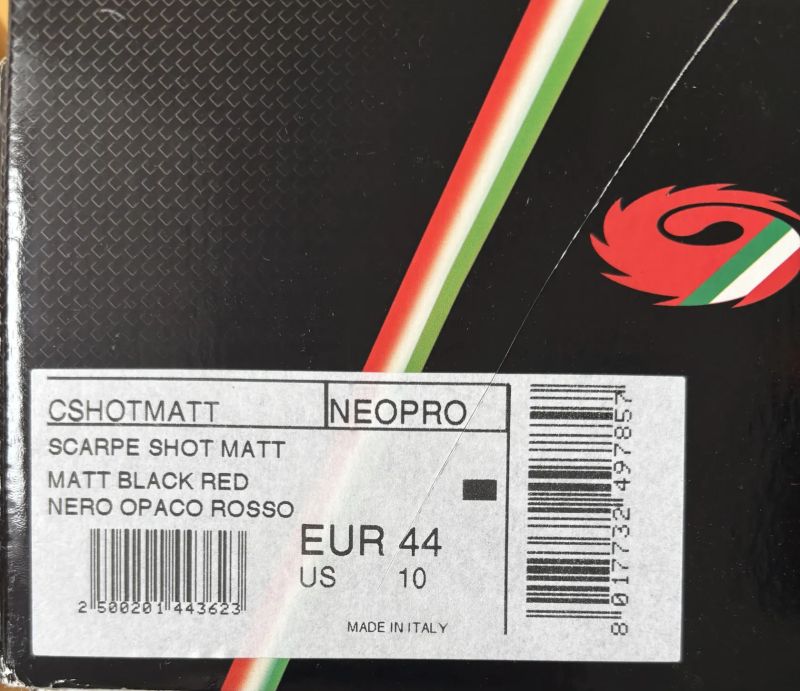 CSHOTMATT NEOPRO
SCARPE SHOT MATT
MATT BLACK RED
NERO OPACO ROSSO
EUR 44
US 10
2 500201 443623
MADE IN ITALY
8 017732 497857